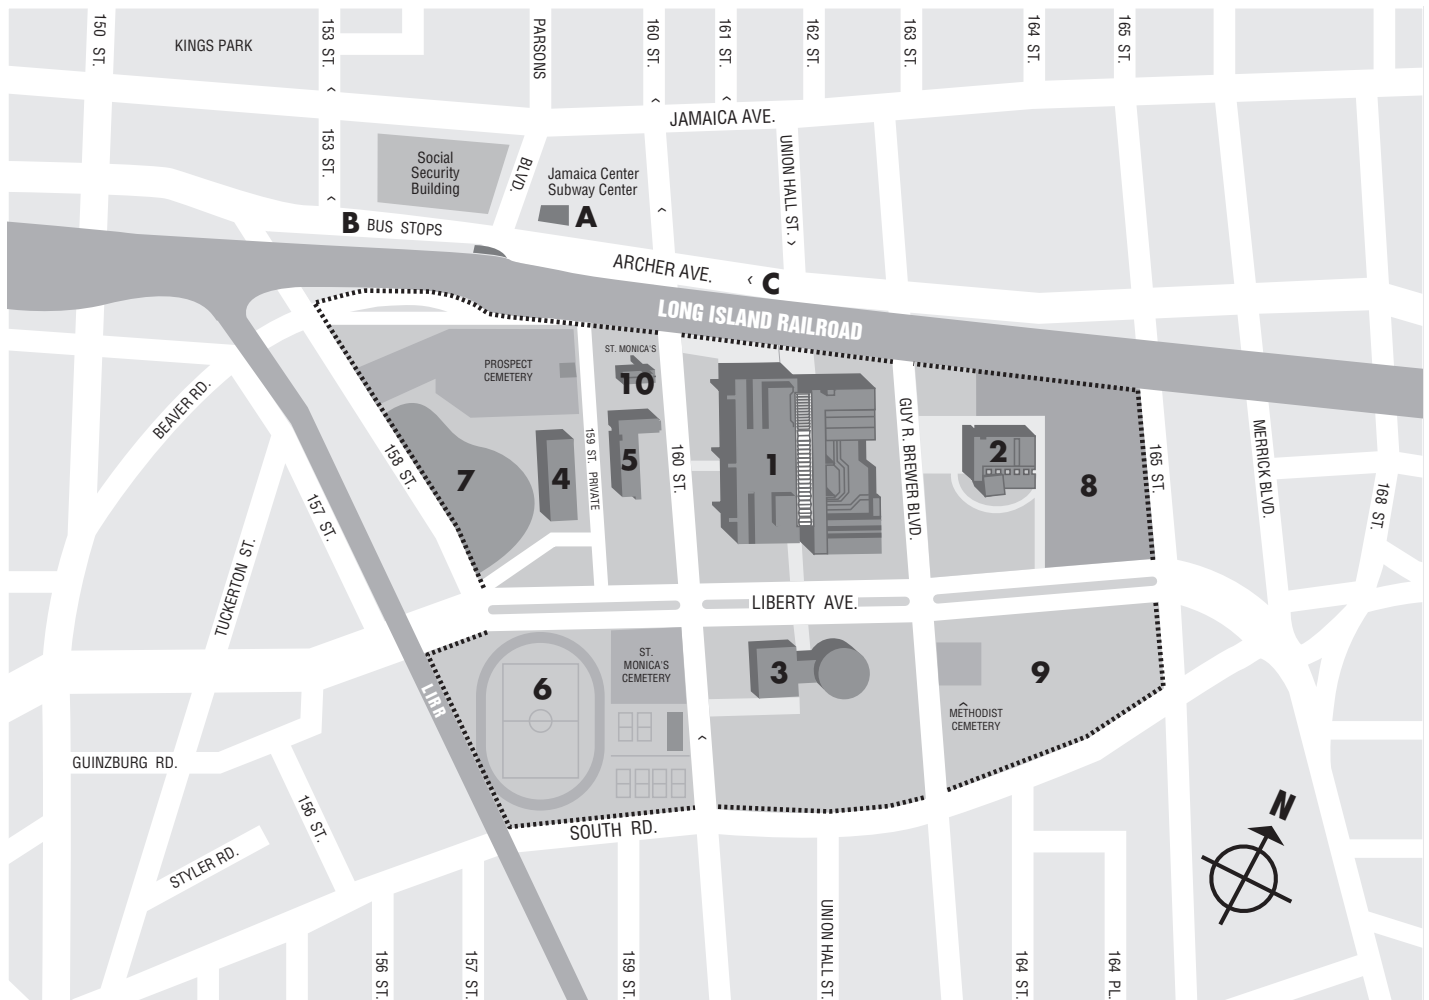 150 ST.
KINGS PARK
153 ST.
PARSONS
160 ST.
161 ST.
162 ST.
163 ST.
164 ST.
165 ST.
JAMAICA AVE.
153 ST.
Social
Security
Building
BLVD.
Jamaica Center
Subway Center
A
UNION HALL ST.
B BUS STOPS
ARCHER AVE.
C
LONG ISLAND RAILROAD
PROSPECT
CEMETERY
ST. MONICA'S
10
BEAVER RD.
158 ST.
7
4
159 ST. PRIVATE
5
160 ST.
1
GUY R. BREWER BLVD.
2
8
165 ST.
MERRICK BLVD.
168 ST.
157 ST.
TUCKERTON ST.
LIBERTY AVE.
LIRR
6
ST.
MONICA'S
CEMETERY
3
9
METHODIST
CEMETERY
GUINZBURG RD.
156 ST.
STYLER RD.
SOUTH RD.
N
156 ST.
157 ST.
159 ST.
UNION HALL ST.
164 ST.
164 PL.